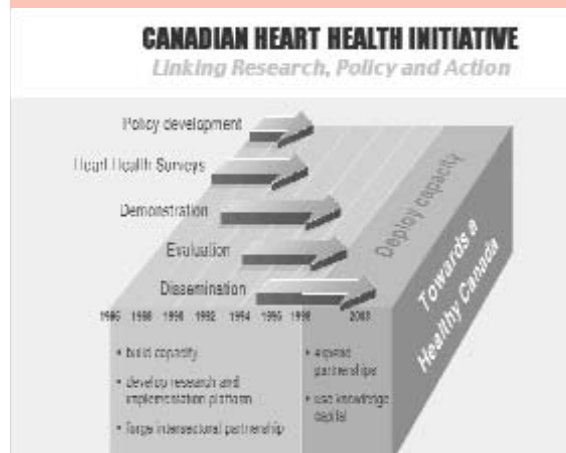 CANADIAN HEART HEALTH INITIATIVE
Linking Research, Policy and Action
Policy development
Heart Health Surveys
Demonstration
Evaluation
Dissemination
Deploy capacity
Towards a
Healthy Canada
1986 1988 1990 1992 1994 1996 1998 2003
• build capacity
• develop research and
implementation platform
• forge intersectoral partnership
• expand
partnerships
• use knowledge
capital